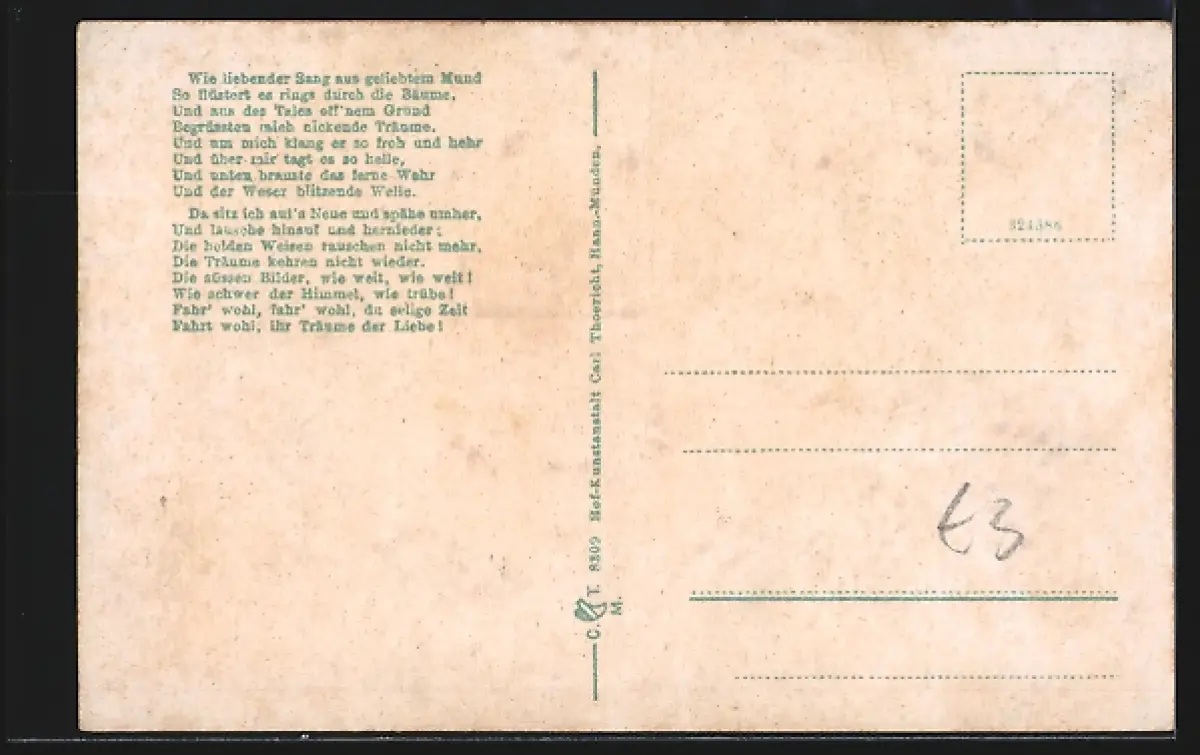 Wie liebender Sang aus geliebtem Mund
So flüstert es rings durch die Bäume,
Und aus des Tales off'nem Grund
Begrüssten mich nickende Träume.
Und um mich klang er so froh und hehr
Und über mir tagt es so helle,
Und unten brauste das ferne Wehr
Und der Weser blitzende Welle.
Da sitz ich auf's Neue und spähe umher,
Und lausche hinauf und hernieder;
Die holden Weisen rauschen nicht mehr,
Die Träume kehren nicht wieder.
Die süssen Bilder, wie weit, wie weit!
Wie schwer der Himmel, wie trübe!
Fahr' wohl, fahr' wohl, du selige Zeit
Fahrt wohl, ihr Träume der Liebe!
C. T. 8309 Hof-Kunstanstalt Carl Thoericht, Hann.-Münden.
M.
324386